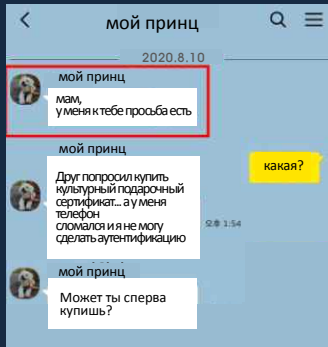 мой принц
2020.8.10
мой принц
мам,
у меня к тебе просьба есть
какая?
мой принц
Друг попросил купить
культурный подарочный
сертификат... а у меня
телефон
сломался и я не могу
сделать аутентификацию
오후 1:54
мой принц
Может ты сперва
купишь?